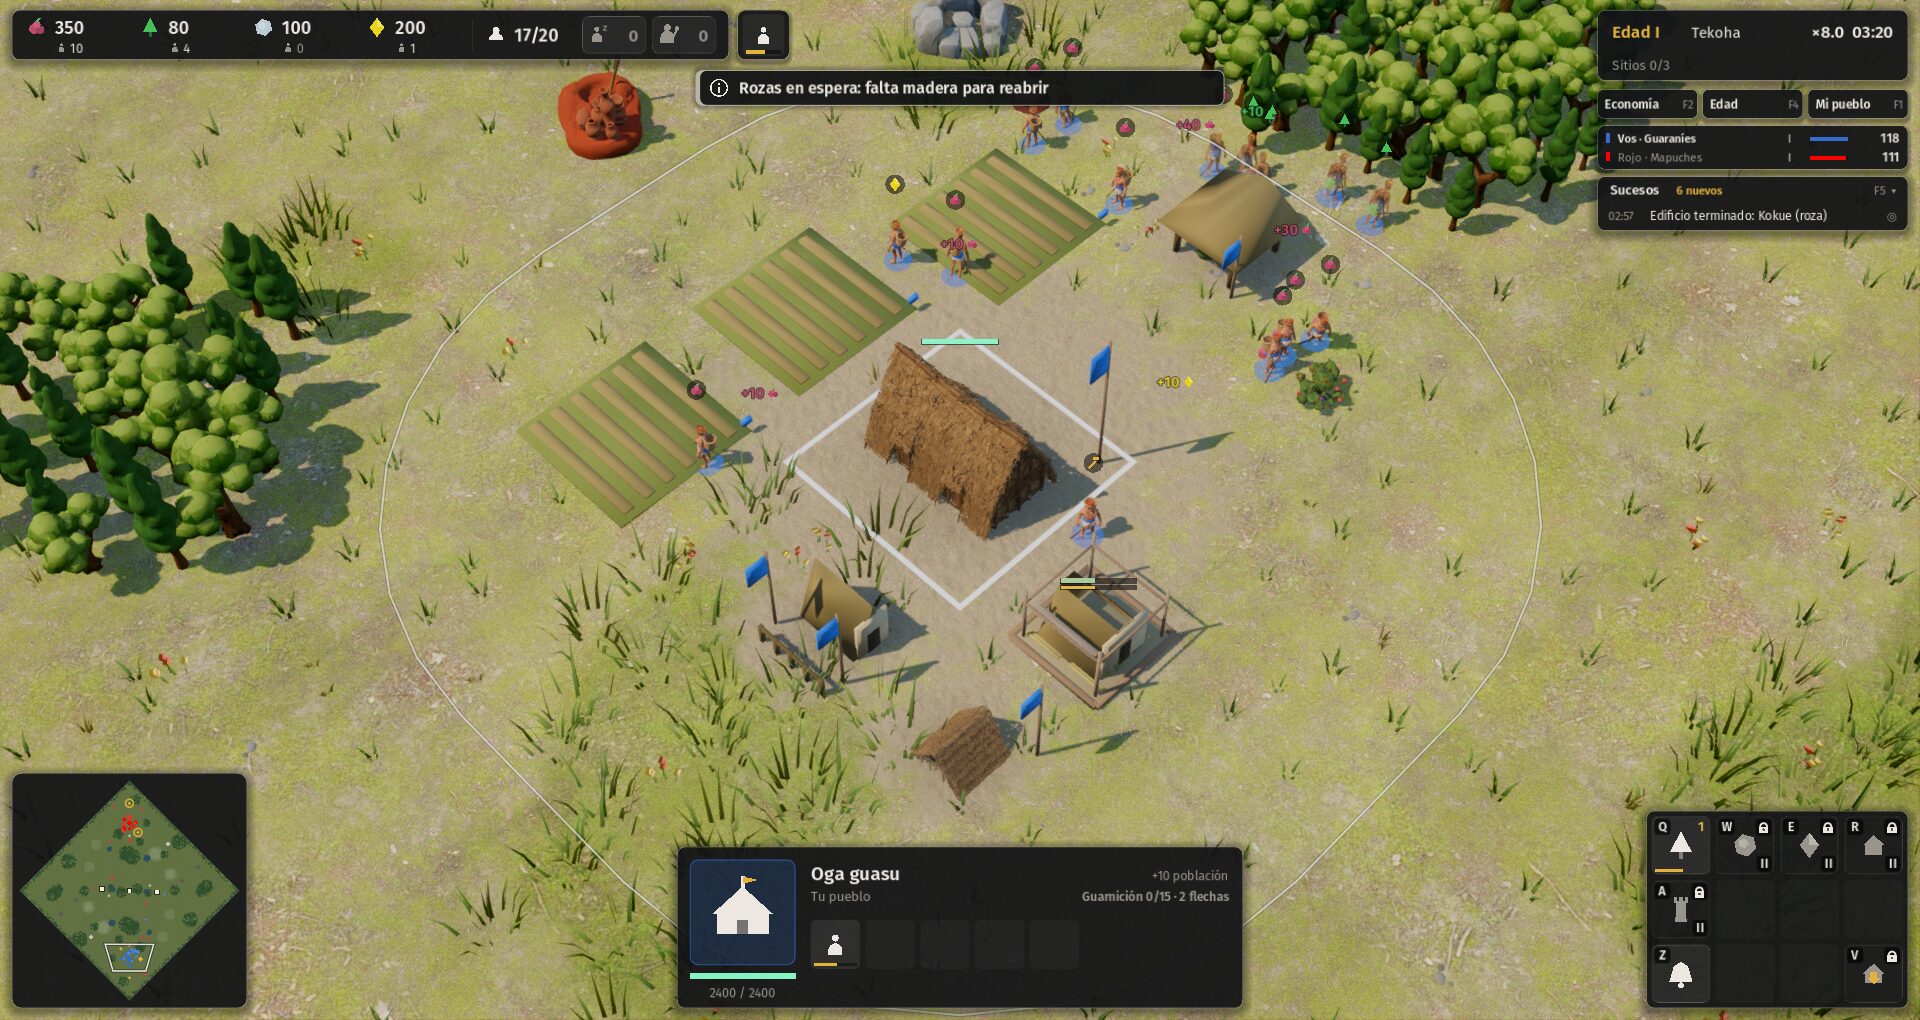 350 80 100 200 17/20 0 0
10 4 0 1
Edad I Tekoha ×8.0 03:20
Sitios 0/3
Rozas en espera: falta madera para reabrir
Economía F2 Edad F4 Mi pueblo F1
Vos · Guaraníes I 118
Rojo · Mapuches I 111
Sucesos 6 nuevos F5
02:57 Edificio terminado: Kokue (roza)
+10
+40
+10
+30
+10
+10
Oga guasu +10 población
Tu pueblo Guarnición 0/15 · 2 flechas
2400 / 2400
Q 1 W E R
A
Z V